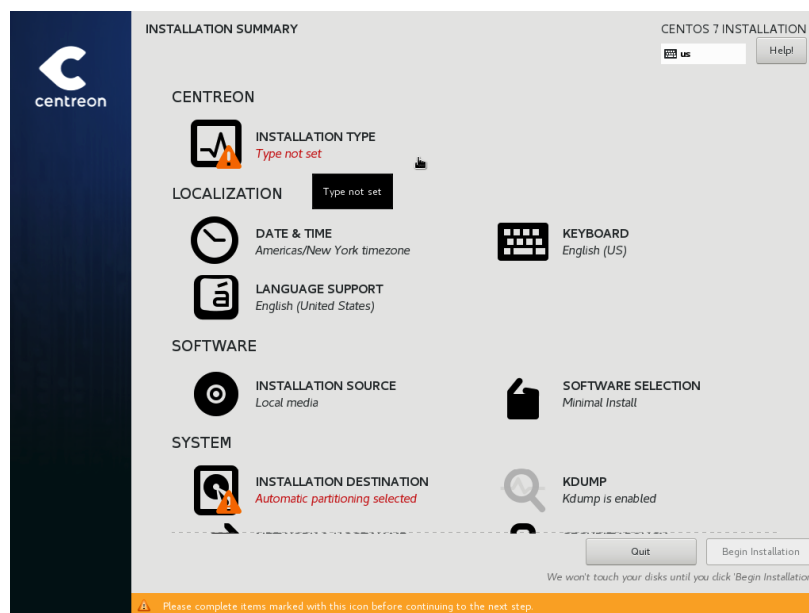 INSTALLATION SUMMARY
CENTOS 7 INSTALLATION
us
Help!
centreon
CENTREON
INSTALLATION TYPE
Type not set
Type not set
LOCALIZATION
DATE & TIME
Americas/New York timezone
KEYBOARD
English (US)
á
LANGUAGE SUPPORT
English (United States)
SOFTWARE
INSTALLATION SOURCE
Local media
SOFTWARE SELECTION
Minimal Install
SYSTEM
INSTALLATION DESTINATION
Automatic partitioning selected
KDUMP
Kdump is enabled
Quit
Begin Installation
We won't touch your disks until you click 'Begin Installation
Please complete items marked with this icon before continuing to the next step.